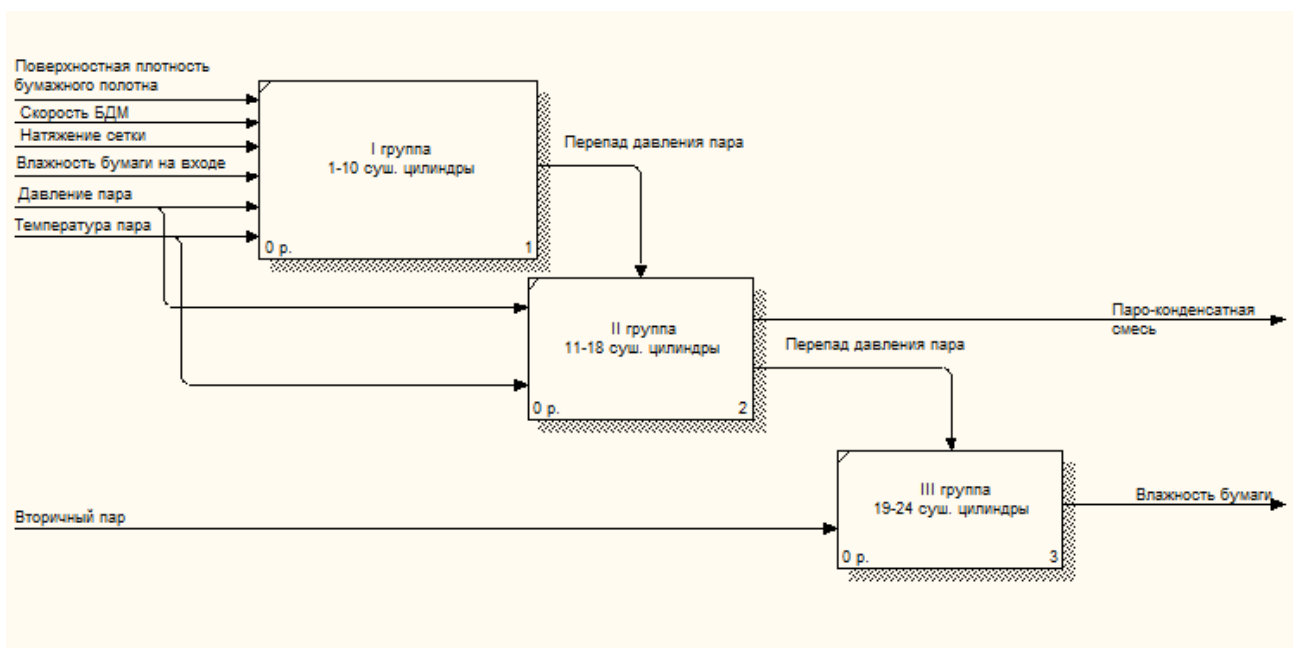 Поверхностная плотность
бумажного полотна
Скорость БДМ
Натяжение сетки
Влажность бумаги на входе
Давление пара
Температура пара
I группа
1-10 суш. цилиндры
0 р.
1
Перепад давления пара
II группа
11-18 суш. цилиндры
0 р.
2
Паро-конденсатная
смесь
Перепад давления пара
III группа
19-24 суш. цилиндры
0 р.
3
Влажность бумаги
Вторичный пар